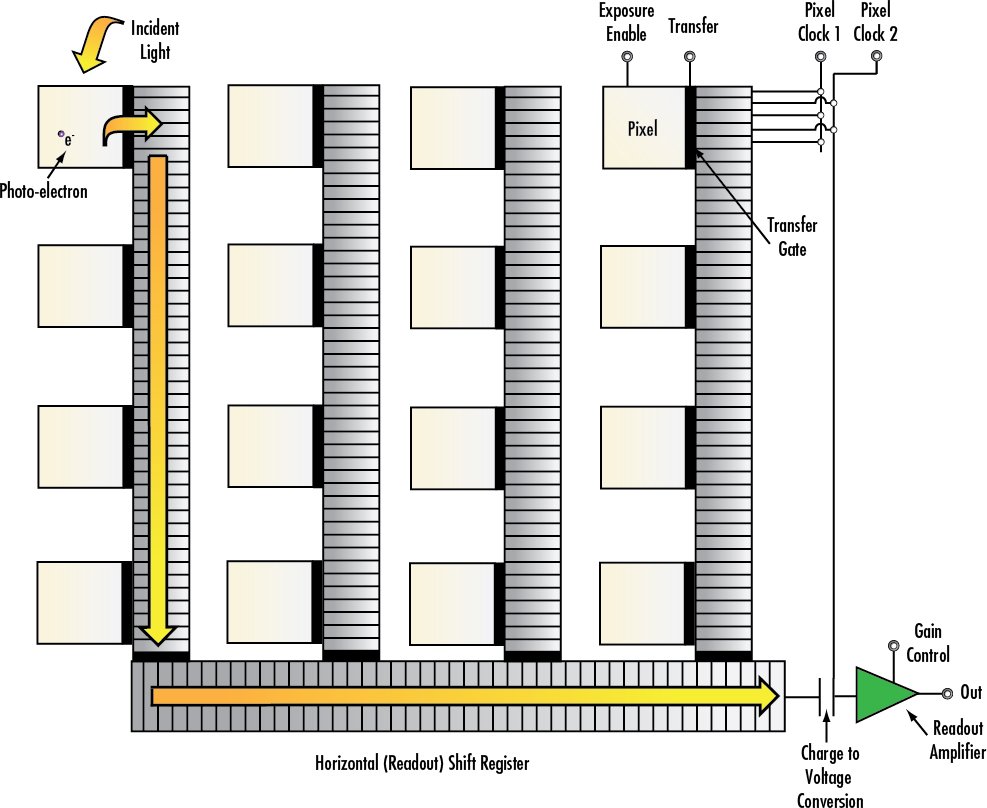 Incident
Light
Exposure
Enable
Transfer
Pixel
Clock 1
Pixel
Clock 2
Pixel
e-
Photo-electron
Transfer
Gate
Gain
Control
Out
Readout
Amplifier
Charge to
Voltage
Conversion
Horizontal (Readout) Shift Register